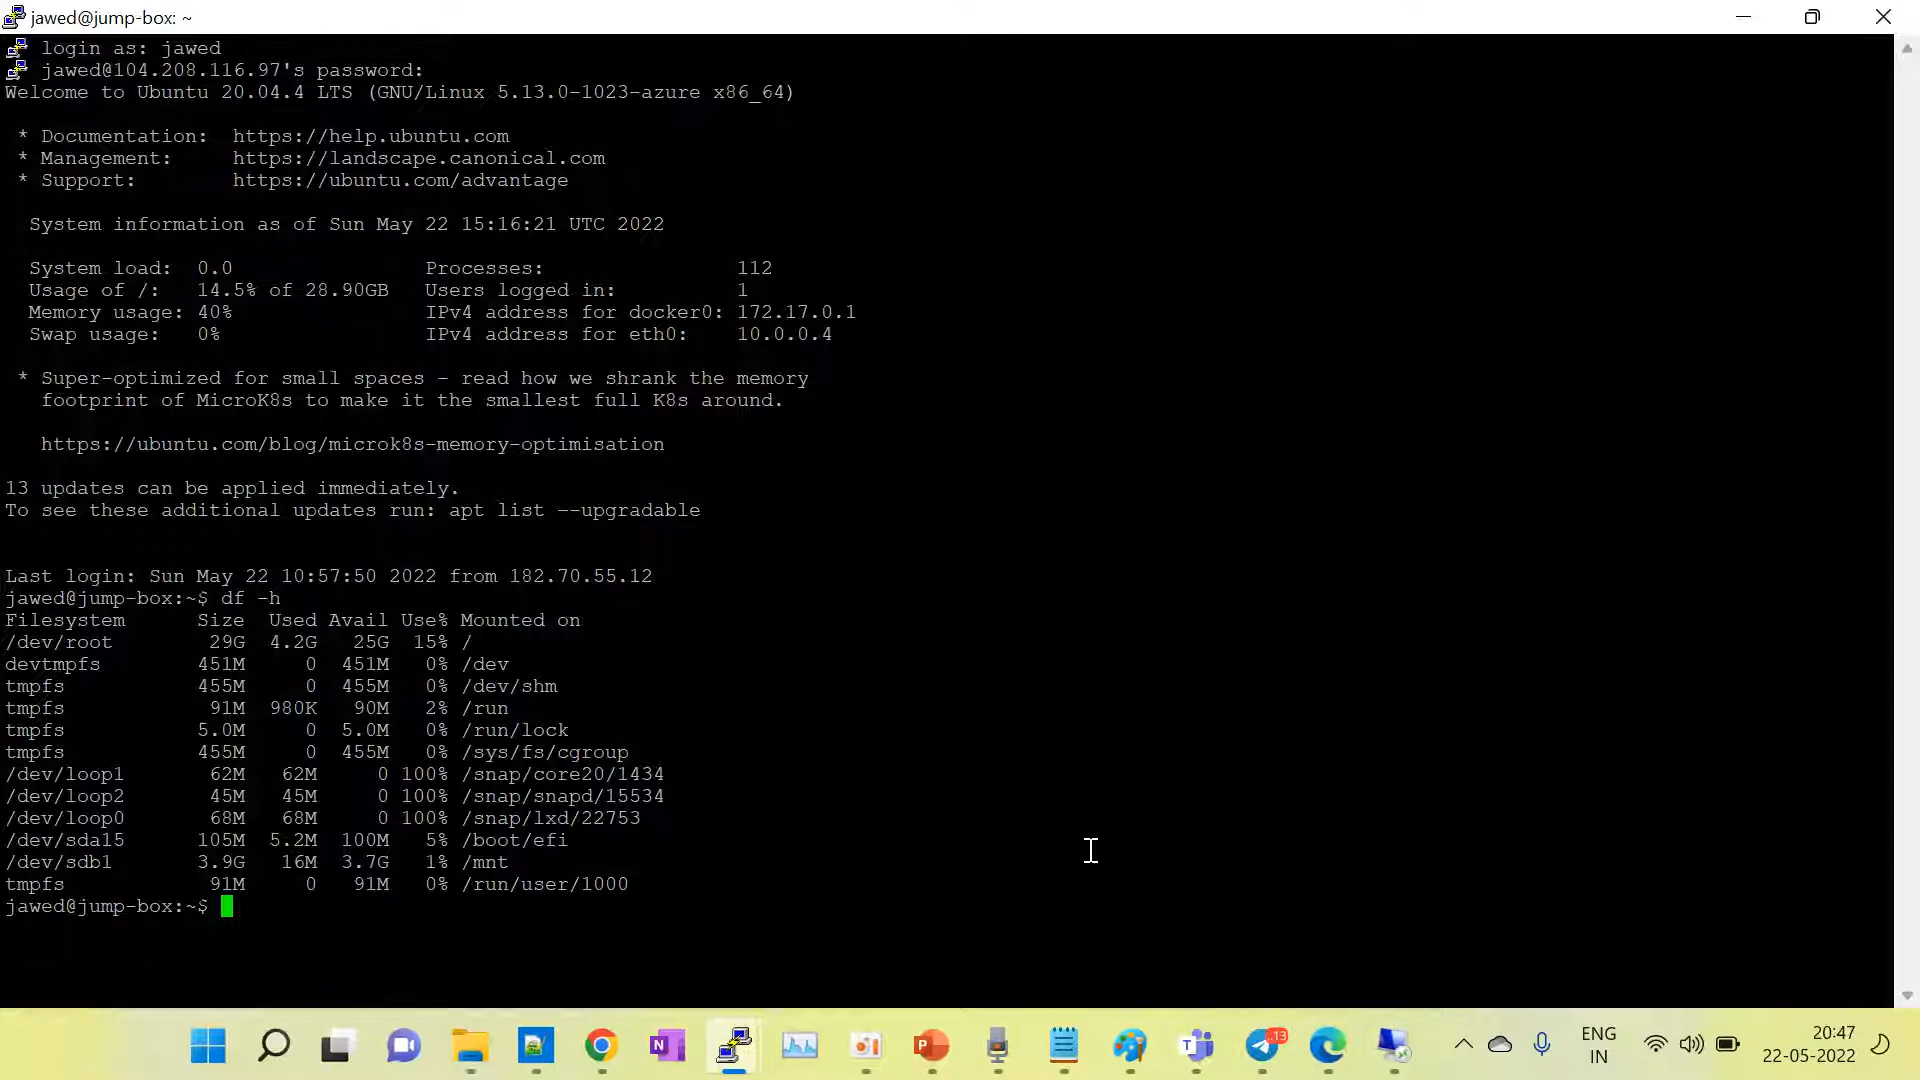 jawed@jump-box: ~
login as: jawed
jawed@104.208.116.97's password:
Welcome to Ubuntu 20.04.4 LTS (GNU/Linux 5.13.0-1023-azure x86_64)
* Documentation:  https://help.ubuntu.com
* Management:     https://landscape.canonical.com
* Support:        https://ubuntu.com/advantage
System information as of Sun May 22 15:16:21 UTC 2022
System load:  0.0                Processes:                112
Usage of /:   14.5% of 28.90GB   Users logged in:          1
Memory usage: 40%                IPv4 address for docker0: 172.17.0.1
Swap usage:   0%                 IPv4 address for eth0:    10.0.0.4
* Super-optimized for small spaces - read how we shrank the memory
footprint of MicroK8s to make it the smallest full K8s around.
https://ubuntu.com/blog/microk8s-memory-optimisation
13 updates can be applied immediately.
To see these additional updates run: apt list --upgradable
Last login: Sun May 22 10:57:50 2022 from 182.70.55.12
jawed@jump-box:~$ df -h
Filesystem      Size  Used Avail Use% Mounted on
/dev/root        29G  4.2G   25G  15% /
devtmpfs        451M     0  451M   0% /dev
tmpfs           455M     0  455M   0% /dev/shm
tmpfs            91M  980K   90M   2% /run
tmpfs           5.0M     0  5.0M   0% /run/lock
tmpfs           455M     0  455M   0% /sys/fs/cgroup
/dev/loop1       62M   62M     0 100% /snap/core20/1434
/dev/loop2       45M   45M     0 100% /snap/snapd/15534
/dev/loop0       68M   68M     0 100% /snap/lxd/22753
/dev/sda15      105M  5.2M  100M   5% /boot/efi
/dev/sdb1       3.9G   16M  3.7G   1% /mnt
tmpfs            91M     0   91M   0% /run/user/1000
jawed@jump-box:~$
13
ENG
IN
20:47
22-05-2022